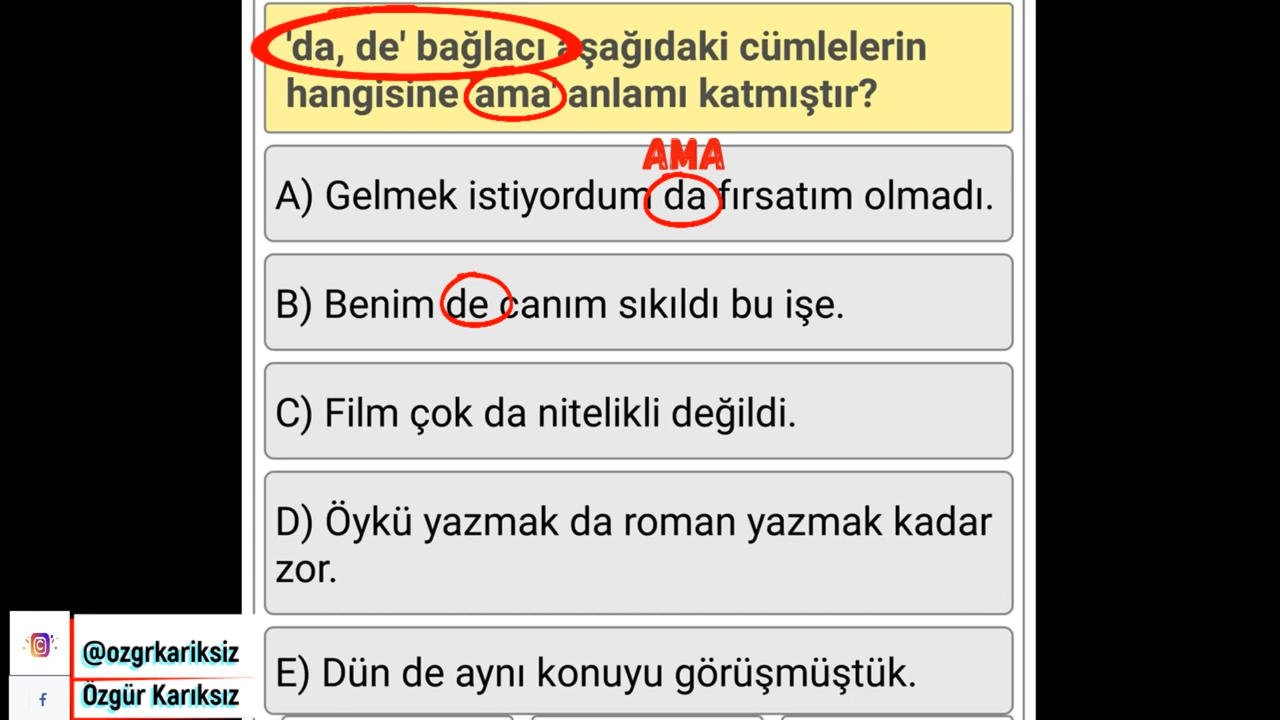 'da, de' bağlacı aşağıdaki cümlelerin
hangisine ama' anlamı katmıştır?
AMA
A) Gelmek istiyordum da fırsatım olmadı.
B) Benim de canım sıkıldı bu işe.
C) Film çok da nitelikli değildi.
D) Öykü yazmak da roman yazmak kadar
zor.
E) Dün de aynı konuyu görüşmüştük.
@ozgrkariksiz
f
Özgür Karıksız